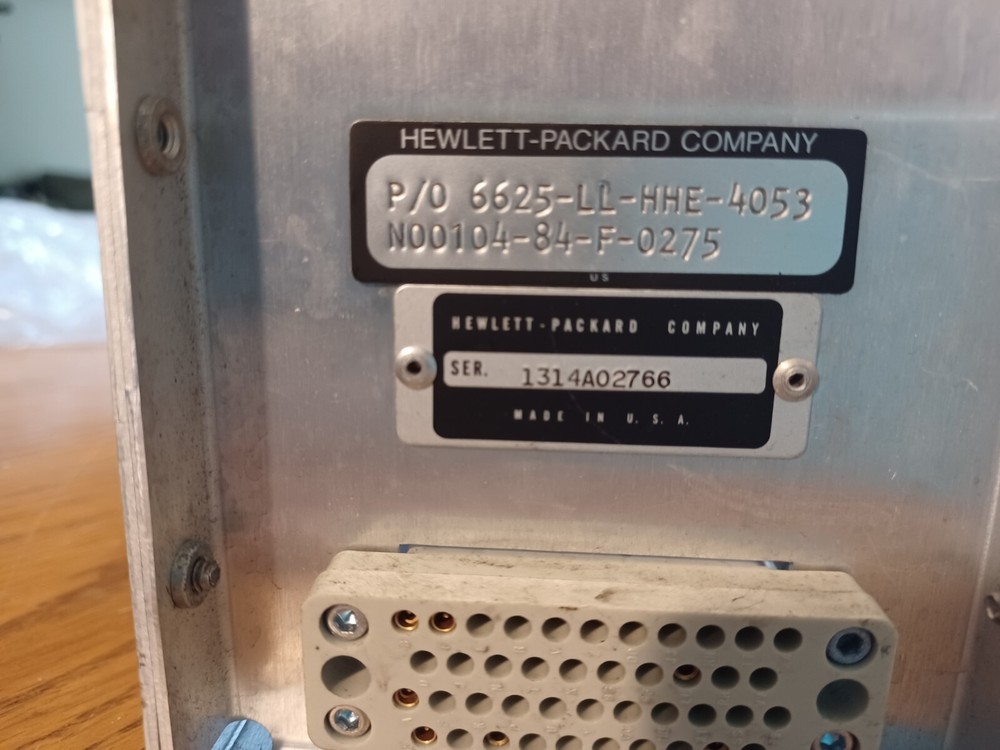 HEWLETT-PACKARD COMPANY
P/O 6625-LL-HHE-4053
N00104-84-F-0275
US
HEWLETT-PACKARD COMPANY
SER. 1314A02766
MADE IN U.S.A.